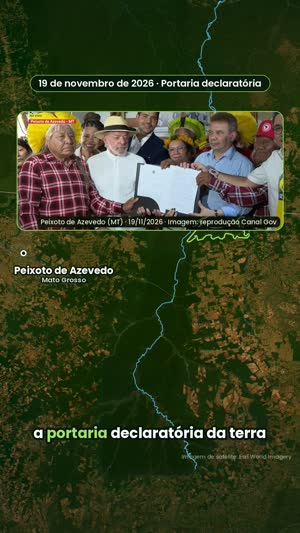 19 de novembro de 2026 · Portaria declaratória
Peixoto de Azevedo - MT
Peixoto de Azevedo (MT) · 19/11/2026 · Imagem: reprodução Canal Gov
Peixoto de Azevedo
Mato Grosso
a portaria declaratória da terra
Imagem de satélite: Esri World Imagery